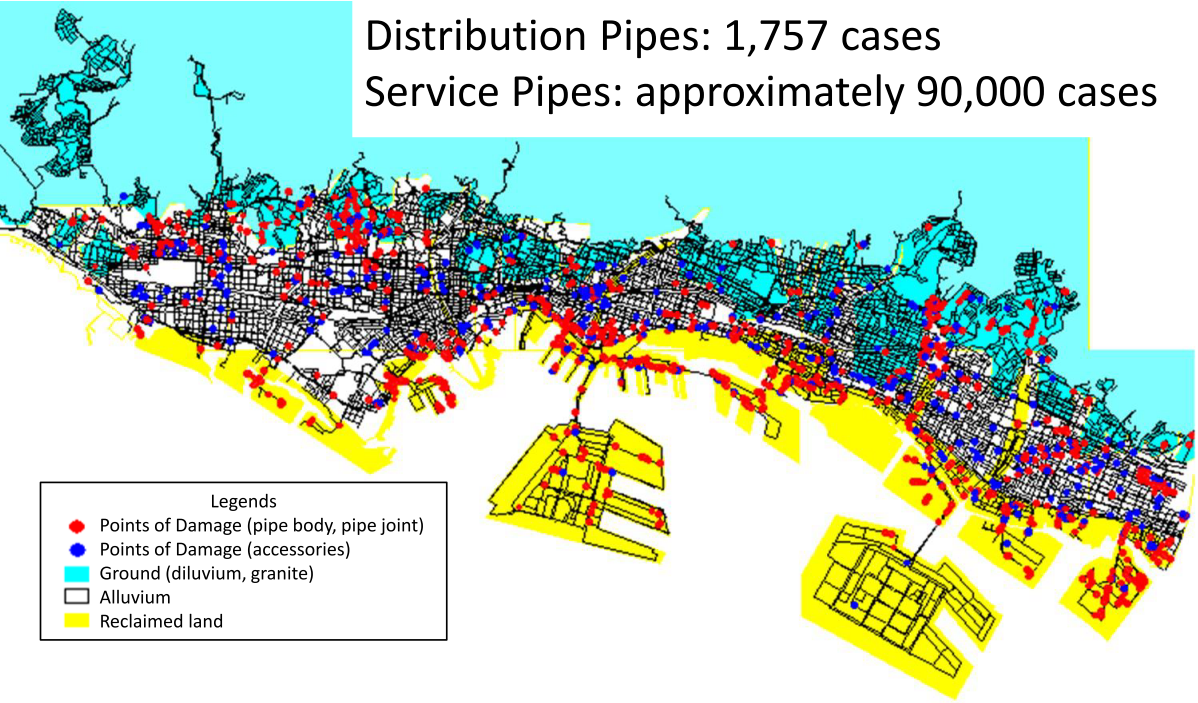 Distribution Pipes: 1,757 cases
Service Pipes: approximately 90,000 cases
Legends
Points of Damage (pipe body, pipe joint)
Points of Damage (accessories)
Ground (diluvium, granite)
Alluvium
Reclaimed land